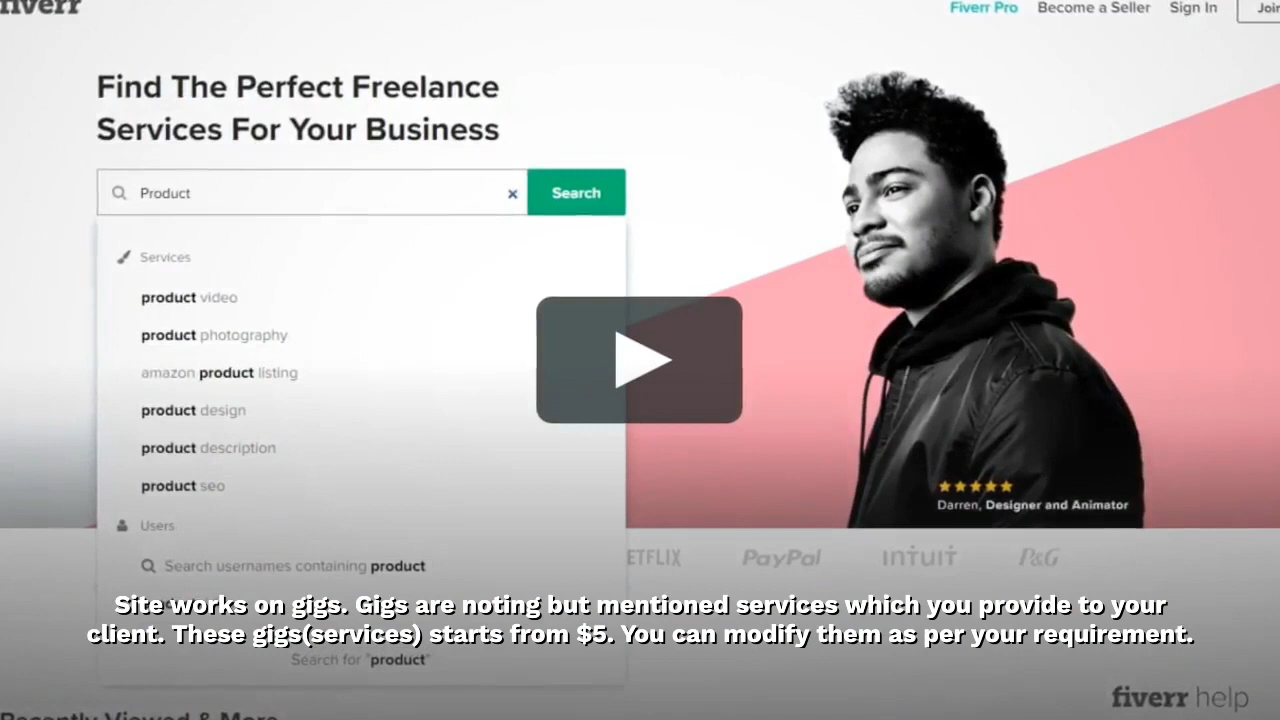 fiverr
Fiverr Pro Become a Seller Sign In Join
Find The Perfect Freelance
Services For Your Business
Product × Search
Services
product video
product photography
amazon product listing
product design
product description
product seo
Users
Search usernames containing product
Darren, Designer and Animator
ETFLIX PayPal intuit P&G
Site works on gigs. Gigs are noting but mentioned services which you provide to your
client. These gigs(services) starts from $5. You can modify them as per your requirement.
Search for "product"
fiverr help
Recently Viewed & More